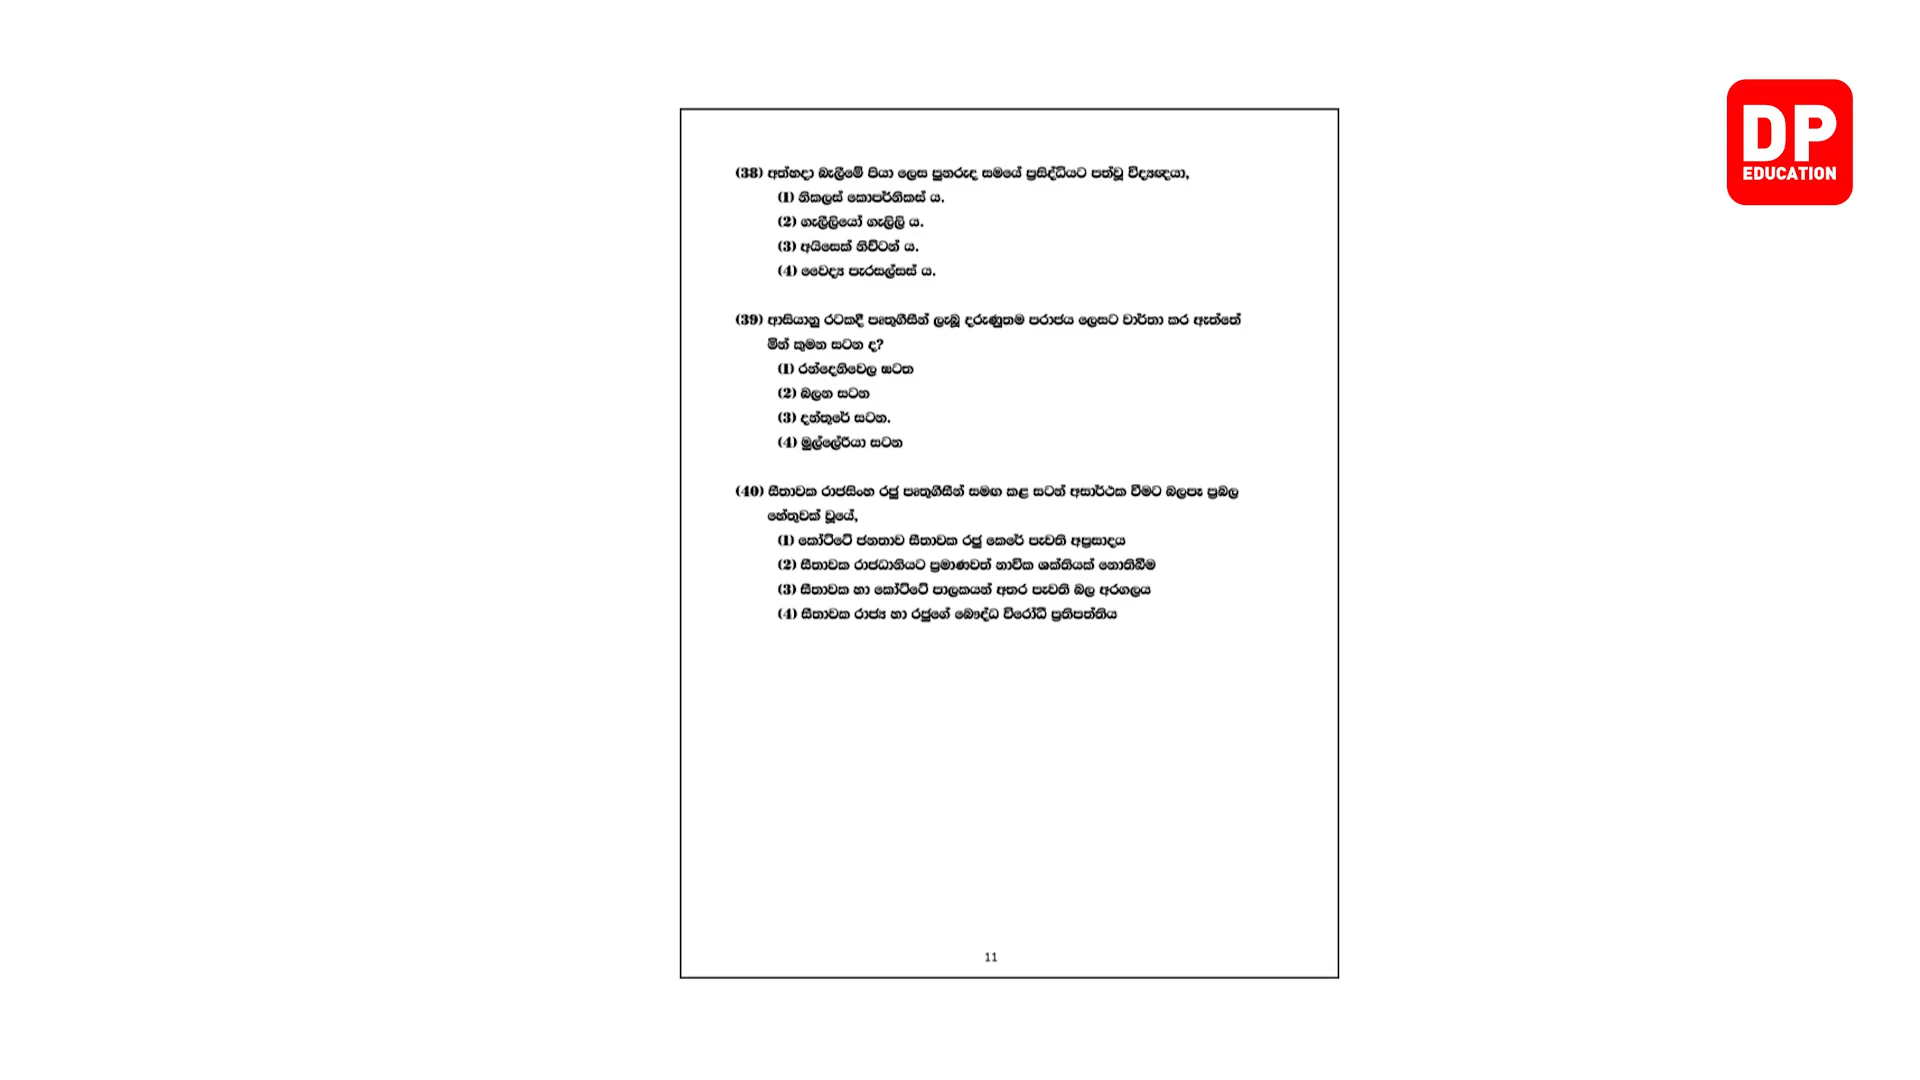 DP
EDUCATION
(38) අත්හදා බැලීමේ පියා ලෙස පුනරුද සමයේ ප්‍රසිද්ධියට පත්වූ විද්‍යඥයා,
(1) නිකලස් කොපර්නිකස් ය.
(2) ගැලීලියෝ ගැලිලි ය.
(3) අයිසෙක් නිව්ටන් ය.
(4) වෛද්‍ය පැරසල්සස් ය.
(39) ආසියානු රටකදී පෘතුගීසීන් ලැබූ දරුණුතම පරාජය ලෙසට වාර්තා කර ඇත්තේ
මින් කුමන සටන ද?
(1) රන්දෙනිවෙල ඝටත
(2) බලන සටන
(3) දන්තුරේ සටන.
(4) මුල්ලේරියා සටන
(40) සීතාවක රාජසිංහ රජු පෘතුගීසීන් සමඟ කළ සටන් අසාර්ථක වීමට බලපෑ ප්‍රබල
හේතුවක් වූයේ,
(1) කෝට්ටේ ජනතාව සීතාවක රජු කෙරේ පැවති අප්‍රසාදය
(2) සීතාවක රාජධානියට ප්‍රමාණවත් නාවික ශක්තියක් නොතිබීම
(3) සීතාවක හා කෝට්ටේ පාලකයන් අතර පැවති බල අරගලය
(4) සීතාවක රාජ්‍ය හා රජුගේ බෞද්ධ විරෝධී ප්‍රතිපත්තිය
11